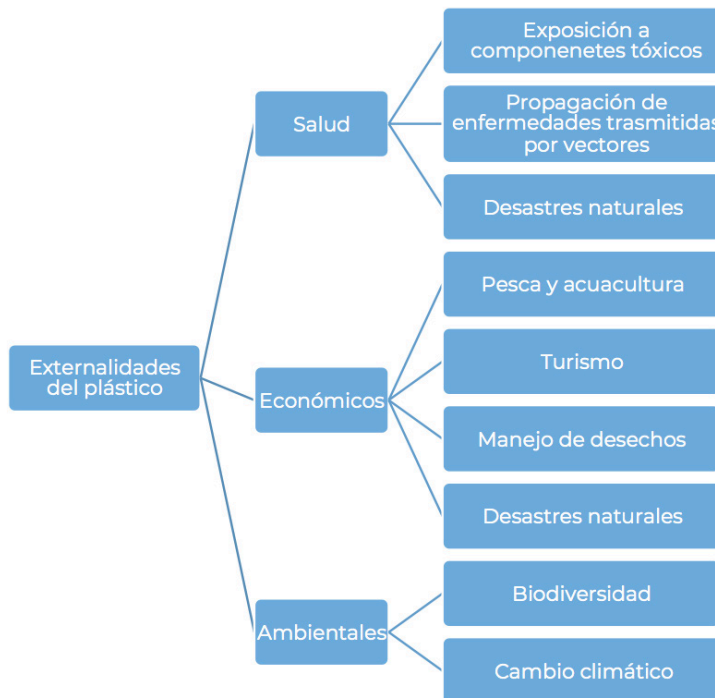 Exposición a
componenetes tóxicos
Salud
Propagación de
enfermedades trasmitidas
por vectores
Desastres naturales
Externalidades
del plástico
Económicos
Pesca y acuacultura
Turismo
Manejo de desechos
Desastres naturales
Ambientales
Biodiversidad
Cambio climático